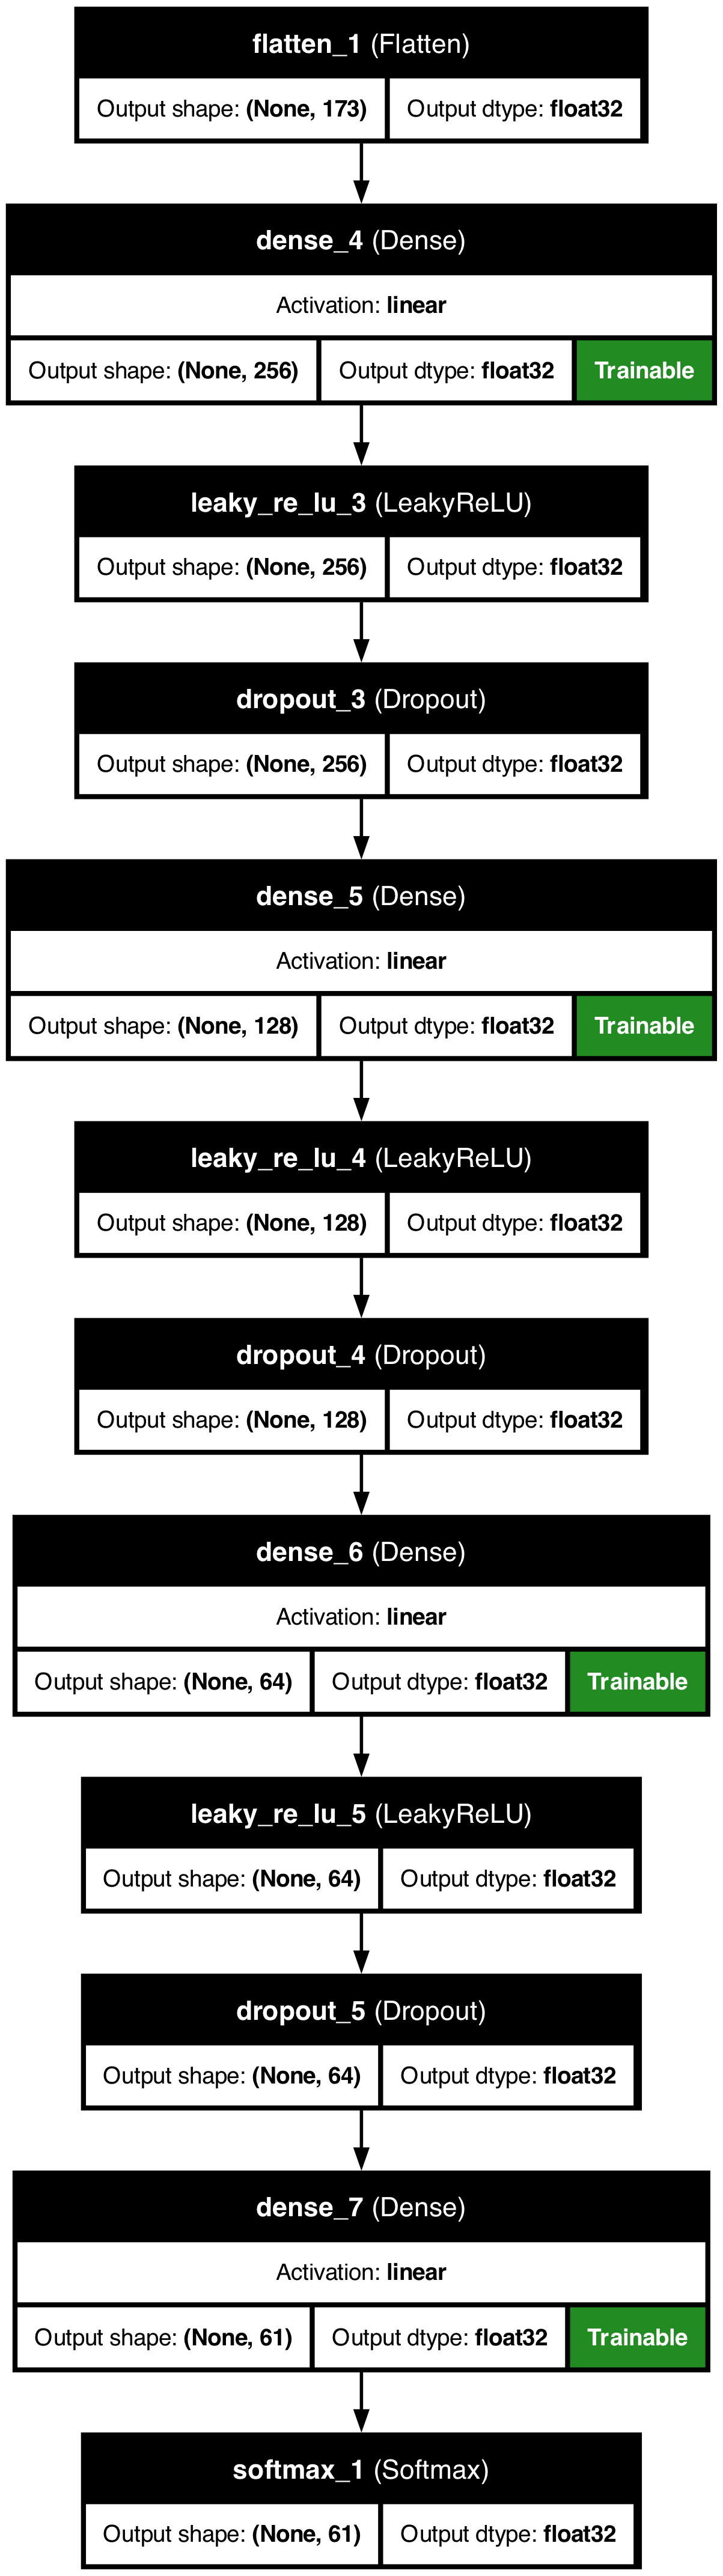 flatten_1 (Flatten)
Output shape: (None, 173) Output dtype: float32
dense_4 (Dense)
Activation: linear
Output shape: (None, 256) Output dtype: float32 Trainable
leaky_re_lu_3 (LeakyReLU)
Output shape: (None, 256) Output dtype: float32
dropout_3 (Dropout)
Output shape: (None, 256) Output dtype: float32
dense_5 (Dense)
Activation: linear
Output shape: (None, 128) Output dtype: float32 Trainable
leaky_re_lu_4 (LeakyReLU)
Output shape: (None, 128) Output dtype: float32
dropout_4 (Dropout)
Output shape: (None, 128) Output dtype: float32
dense_6 (Dense)
Activation: linear
Output shape: (None, 64) Output dtype: float32 Trainable
leaky_re_lu_5 (LeakyReLU)
Output shape: (None, 64) Output dtype: float32
dropout_5 (Dropout)
Output shape: (None, 64) Output dtype: float32
dense_7 (Dense)
Activation: linear
Output shape: (None, 61) Output dtype: float32 Trainable
softmax_1 (Softmax)
Output shape: (None, 61) Output dtype: float32